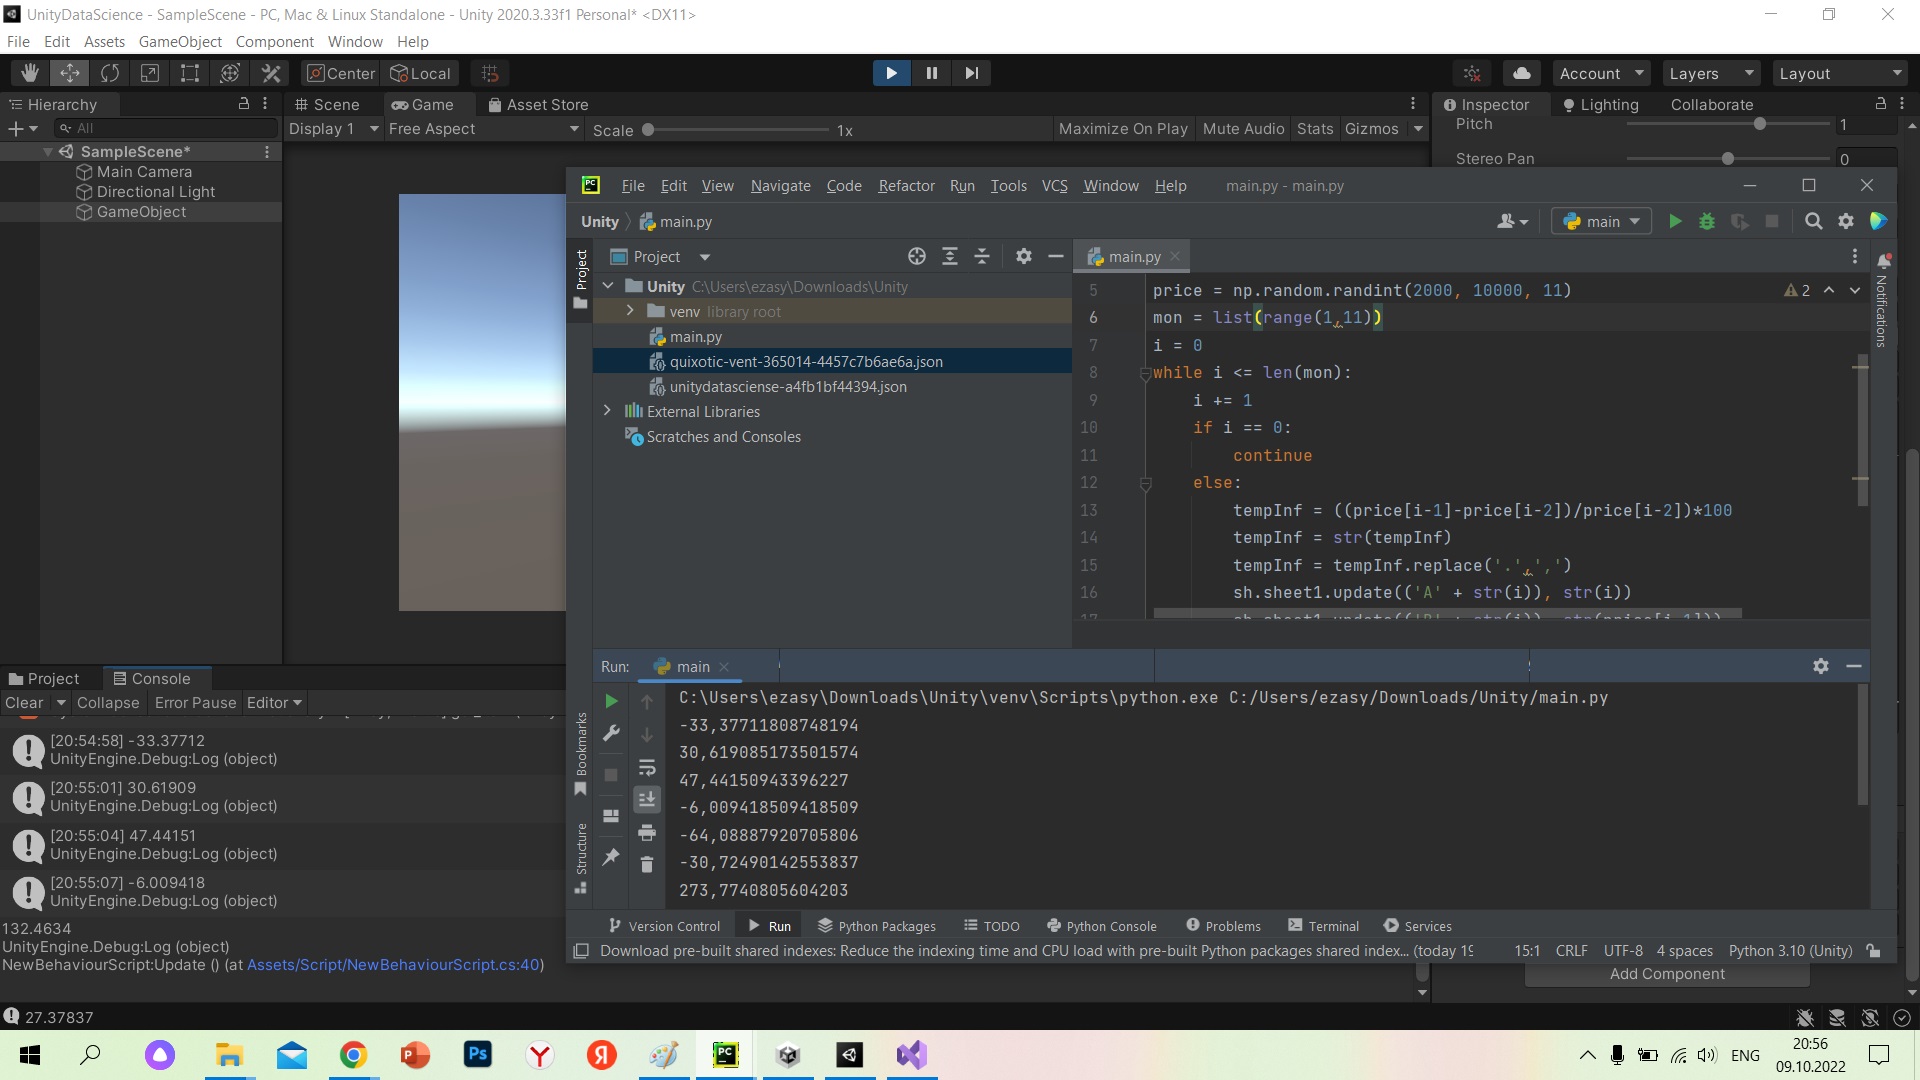 UnityDataScience - SampleScene - PC, Mac & Linux Standalone - Unity 2020.3.33f1 Personal* <DX11>
File Edit Assets GameObject Component Window Help
Center Local
Account Layers Layout
Hierarchy
All
SampleScene*
Main Camera
Directional Light
GameObject
Scene Game Asset Store
Display 1 Free Aspect Scale 1x Maximize On Play Mute Audio Stats Gizmos
Inspector Lighting Collaborate
Pitch 1
Stereo Pan 0
PC File Edit View Navigate Code Refactor Run Tools VCS Window Help main.py - main.py
Unity main.py
main
Project
Project
Unity C:\Users\ezasy\Downloads\Unity
venv library root
main.py
quixotic-vent-365014-4457c7b6ae6a.json
unitydatasciense-a4fb1bf44394.json
External Libraries
Scratches and Consoles
main.py
Notifications
2
5 price = np.random.randint(2000, 10000, 11)
6 mon = list(range(1,11))
7 i = 0
8 while i <= len(mon):
9 i += 1
10 if i == 0:
11 continue
12 else:
13 tempInf = ((price[i-1]-price[i-2])/price[i-2])*100
14 tempInf = str(tempInf)
15 tempInf = tempInf.replace('.',',')
16 sh.sheet1.update(('A' + str(i)), str(i))
17 sh.sheet1.update(('B' + str(i)), str(price[i-1]))
Run: main
C:\Users\ezasy\Downloads\Unity\venv\Scripts\python.exe C:/Users/ezasy/Downloads/Unity/main.py
-33,37711808748194
30,619085173501574
47,44150943396227
-6,009418509418509
-64,08887920705806
-30,72490142553837
273,7740805604203
Bookmarks
Structure
Version Control Run Python Packages TODO Python Console Problems Terminal Services
Download pre-built shared indexes: Reduce the indexing time and CPU load with pre-built Python packages shared index... (today 19
15:1 CRLF UTF-8 4 spaces Python 3.10 (Unity)
Add Component
Project Console
Clear Collapse Error Pause Editor
[20:54:58] -33.37712
UnityEngine.Debug:Log (object)
[20:55:01] 30.61909
UnityEngine.Debug:Log (object)
[20:55:04] 47.44151
UnityEngine.Debug:Log (object)
[20:55:07] -6.009418
UnityEngine.Debug:Log (object)
132.4634
UnityEngine.Debug:Log (object)
NewBehaviourScript:Update () (at Assets/Script/NewBehaviourScript.cs:40)
27.37837
P Ps Y Я PC
ENG
20:56
09.10.2022